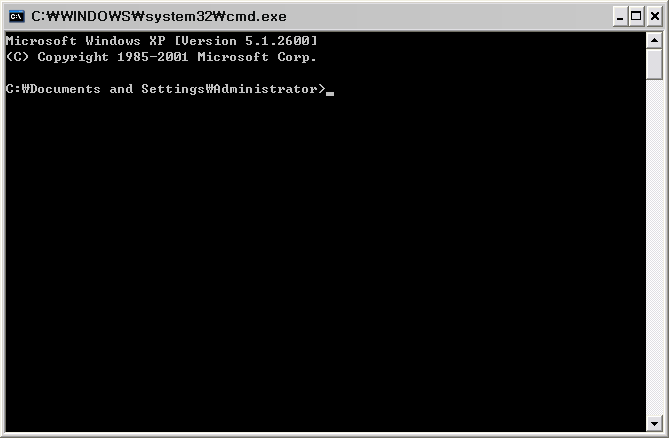 C:₩WINDOWS₩system32₩cmd.exe
Microsoft Windows XP [Version 5.1.2600]
(C) Copyright 1985-2001 Microsoft Corp.
C:₩Documents and Settings₩Administrator>